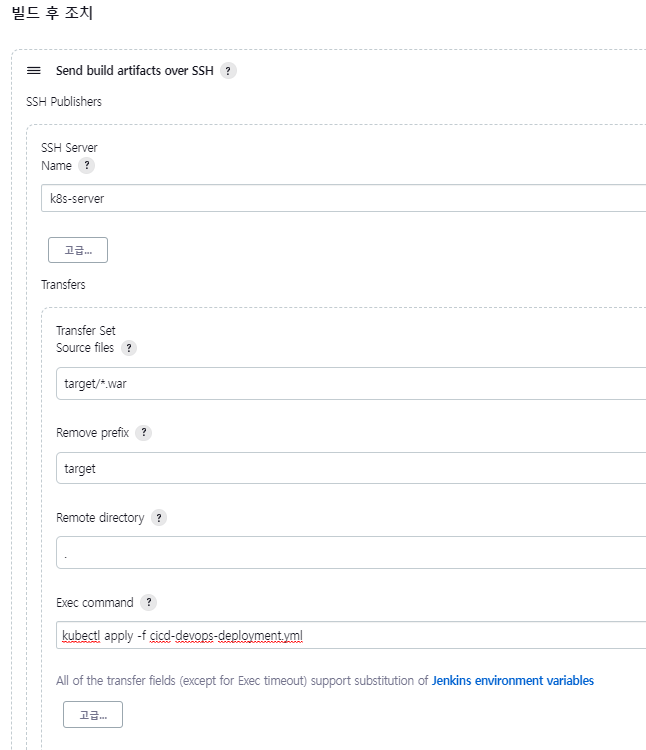 빌드 후 조치
Send build artifacts over SSH ?
SSH Publishers
SSH Server
Name ?
k8s-server
고급...
Transfers
Transfer Set
Source files ?
target/*.war
Remove prefix ?
target
Remote directory ?
.
Exec command ?
kubectl apply -f cicd-devops-deployment.yml
All of the transfer fields (except for Exec timeout) support substitution of Jenkins environment variables
고급...